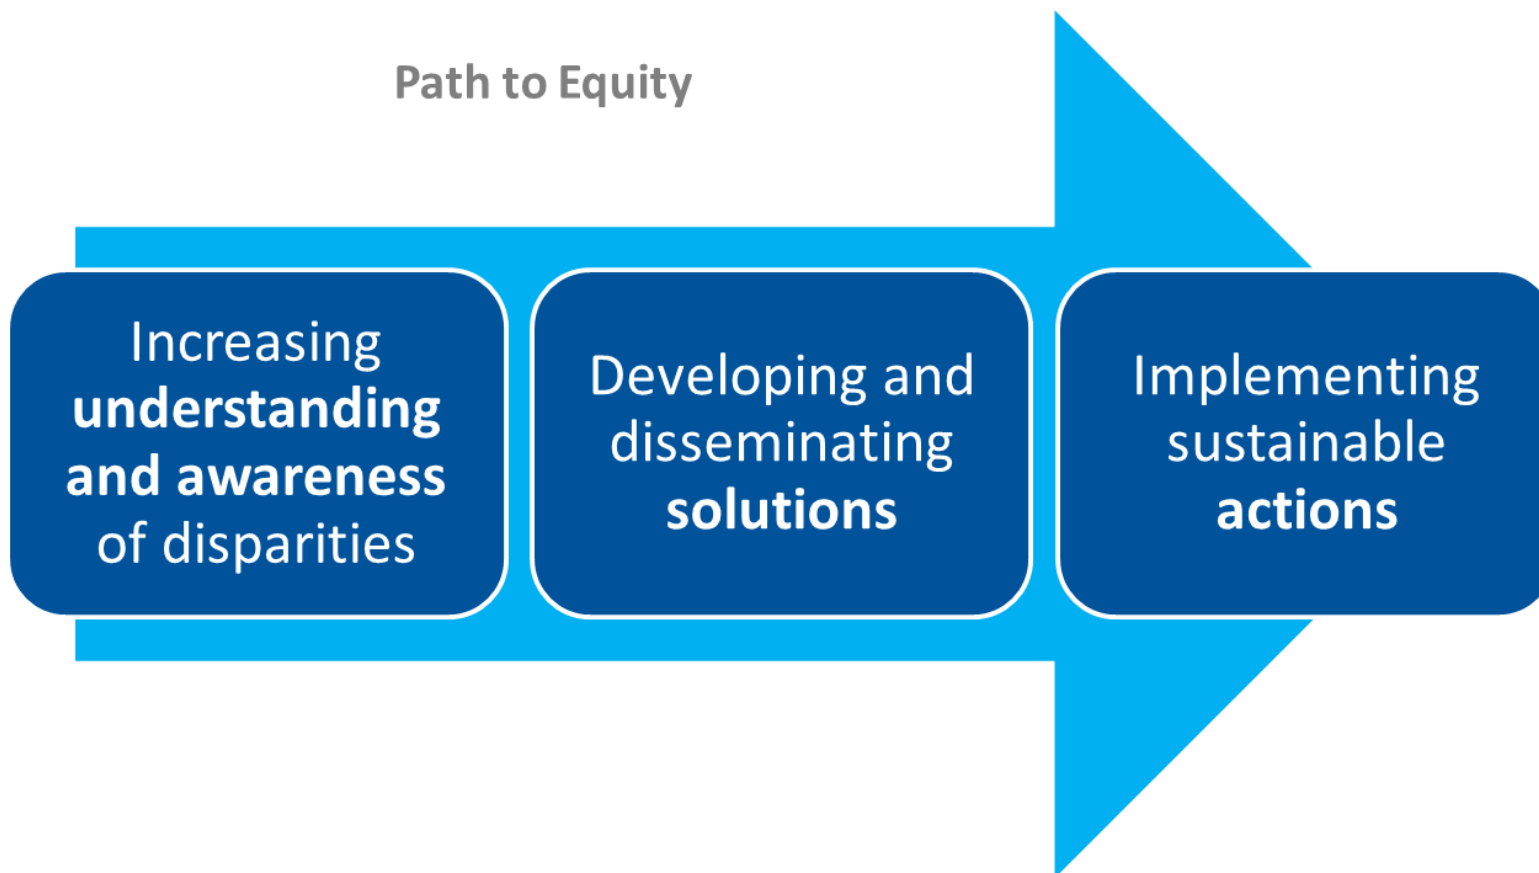 Path to Equity
Increasing
understanding
and awareness
of disparities
Developing and
disseminating
solutions
Implementing
sustainable
actions